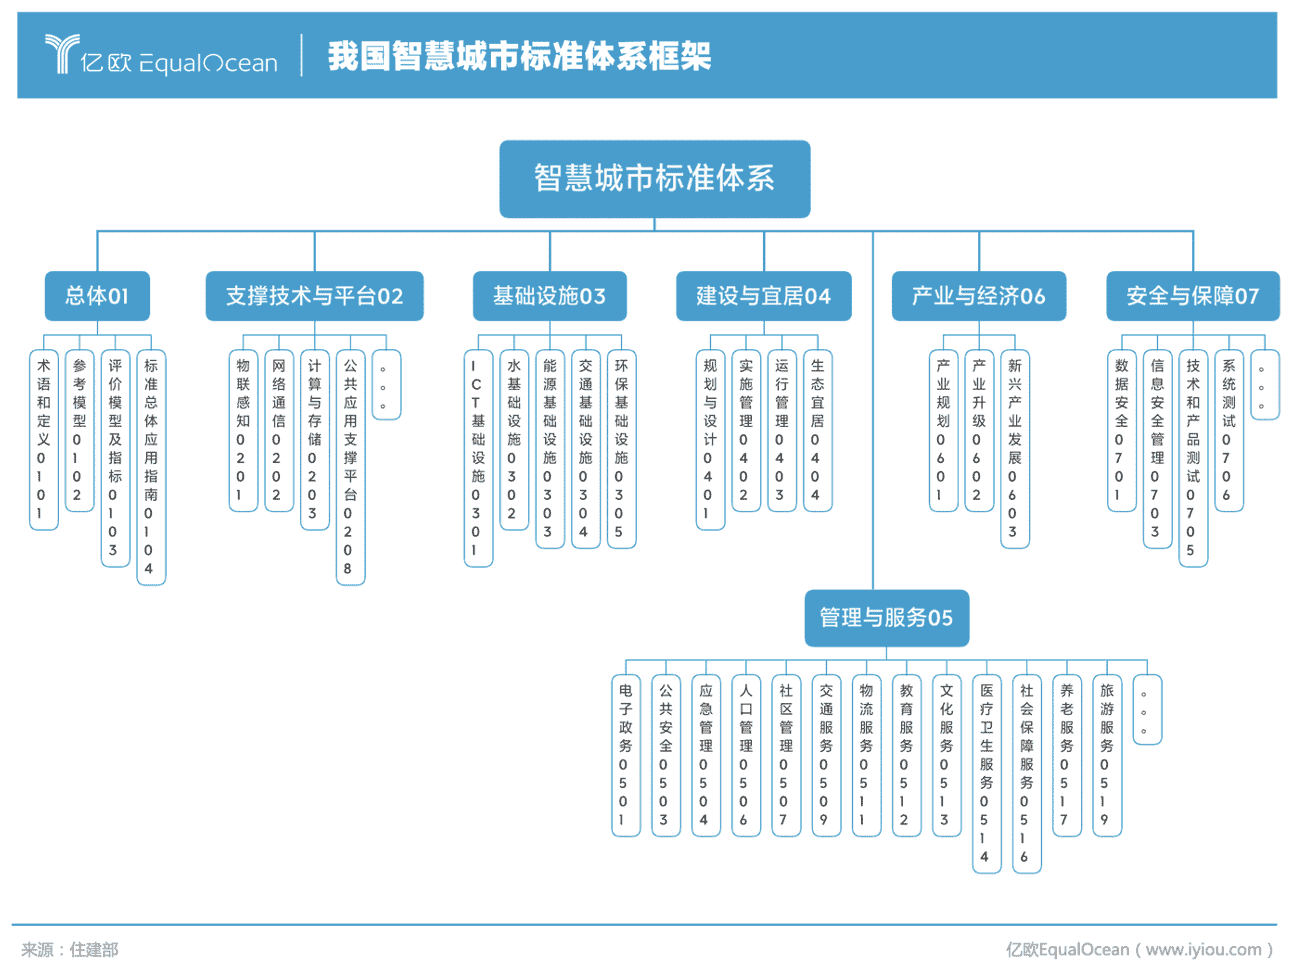 亿欧 EqualOcean
我国智慧城市标准体系框架
智慧城市标准体系
总体01
支撑技术与平台02
基础设施03
建设与宜居04
产业与经济06
安全与保障07
术语和定义0101
参考模型0102
评价模型及指标0103
标准总体应用指南0104
物联感知0201
网络通信0202
计算与存储0203
公共应用支撑平台0208
。。。
ICT基础设施0301
水基础设施0302
能源基础设施0303
交通基础设施0304
环保基础设施0305
规划与设计0401
实施管理0402
运行管理0403
生态宜居0404
产业规划0601
产业升级0602
新兴产业发展0603
数据安全0701
信息安全管理0703
技术和产品测试0705
系统测试0706
。。。
管理与服务05
电子政务0501
公共安全0503
应急管理0504
人口管理0506
社区管理0507
交通服务0509
物流服务0511
教育服务0512
文化服务0513
医疗卫生服务0514
社会保障服务0516
养老服务0517
旅游服务0519
。。。
来源：住建部
亿欧EqualOcean（www.iyiou.com）